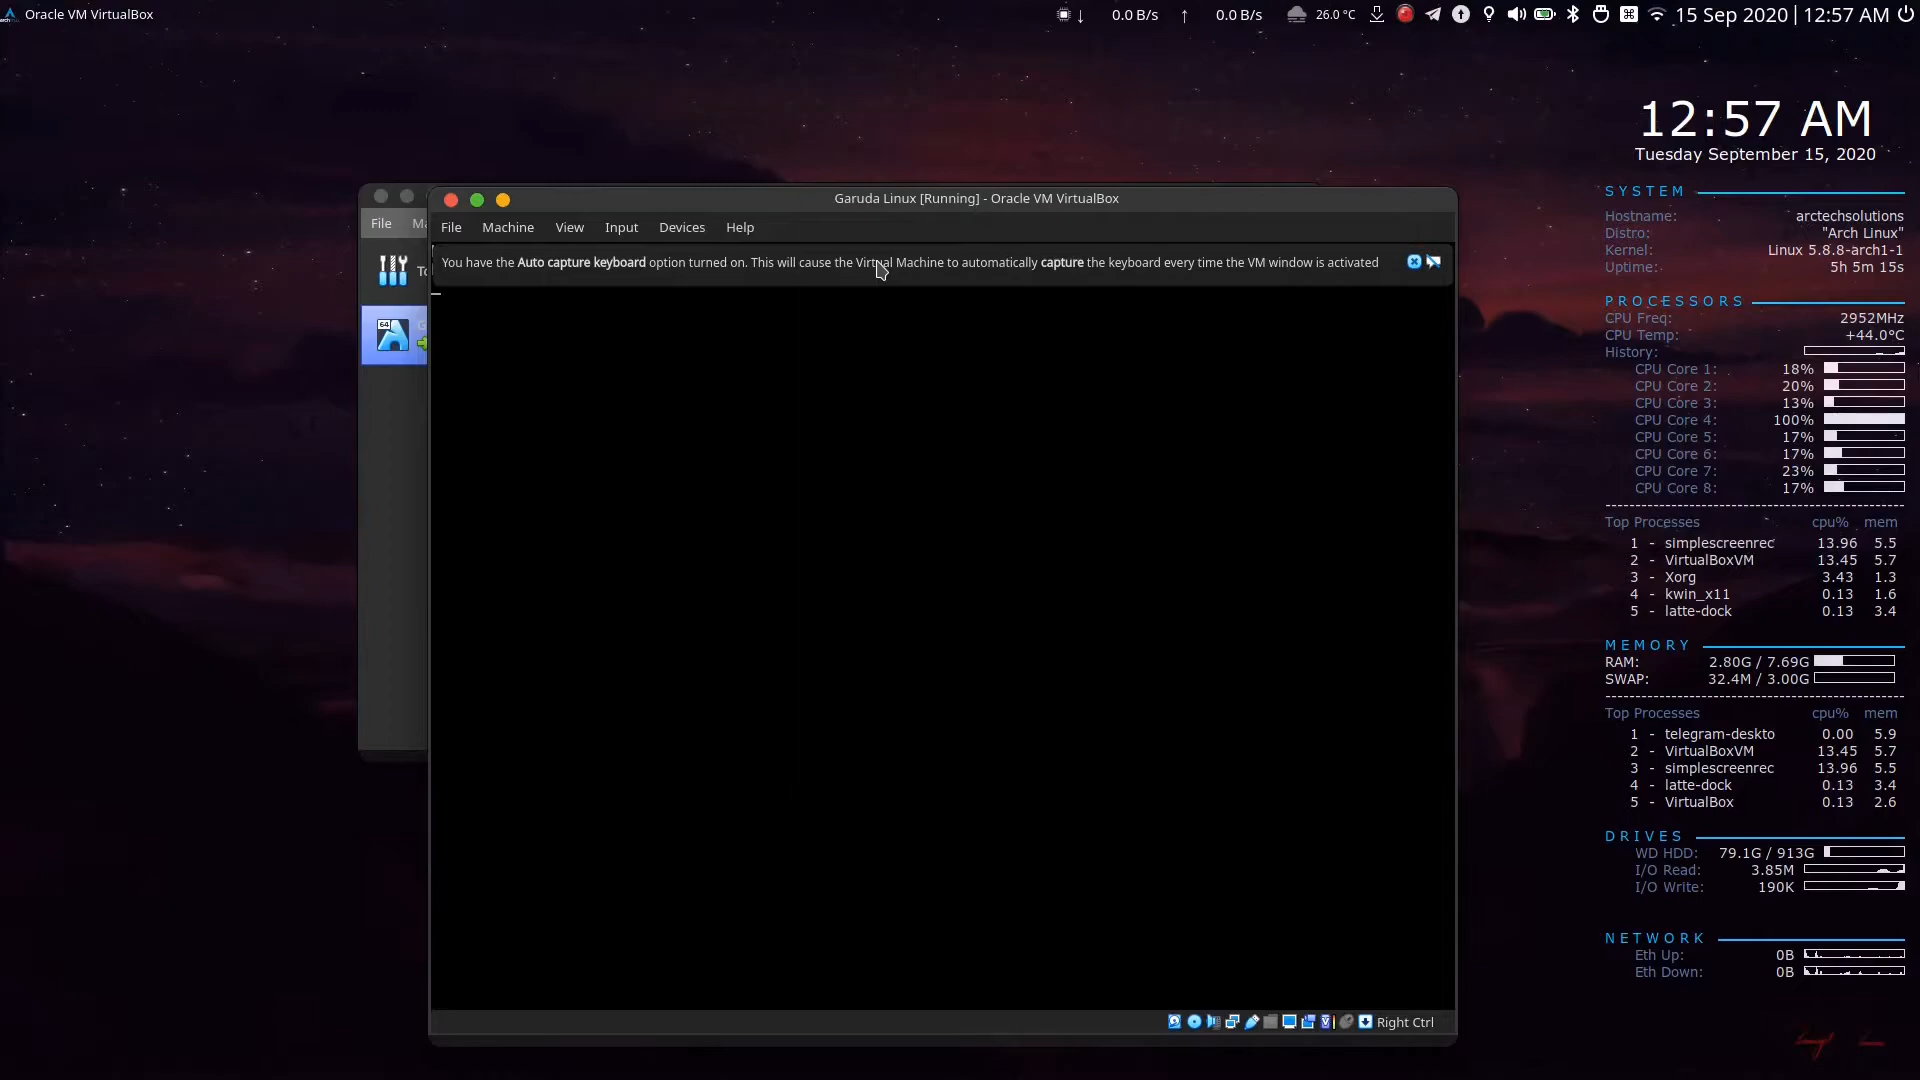 Oracle VM VirtualBox
0.0 B/s
0.0 B/s
26.0 °C
15 Sep 2020 | 12:57 AM
12:57 AM
Tuesday September 15, 2020
Garuda Linux [Running] - Oracle VM VirtualBox
File
File Machine View Input Devices Help
You have the Auto capture keyboard option turned on. This will cause the Virtual Machine to automatically capture the keyboard every time the VM window is activated
64
Right Ctrl
SYSTEM
Hostname: arctechsolutions
Distro: "Arch Linux"
Kernel: Linux 5.8.8-arch1-1
Uptime: 5h 5m 15s
PROCESSORS
CPU Freq: 2952MHz
CPU Temp: +44.0°C
History:
CPU Core 1: 18%
CPU Core 2: 20%
CPU Core 3: 13%
CPU Core 4: 100%
CPU Core 5: 17%
CPU Core 6: 17%
CPU Core 7: 23%
CPU Core 8: 17%
Top Processes cpu% mem
1 - simplescreenrec 13.96 5.5
2 - VirtualBoxVM 13.45 5.7
3 - Xorg 3.43 1.3
4 - kwin_x11 0.13 1.6
5 - latte-dock 0.13 3.4
MEMORY
RAM: 2.80G / 7.69G
SWAP: 32.4M / 3.00G
Top Processes cpu% mem
1 - telegram-deskto 0.00 5.9
2 - VirtualBoxVM 13.45 5.7
3 - simplescreenrec 13.96 5.5
4 - latte-dock 0.13 3.4
5 - VirtualBox 0.13 2.6
DRIVES
WD HDD: 79.1G / 913G
I/O Read: 3.85M
I/O Write: 190K
NETWORK
Eth Up: 0B
Eth Down: 0B